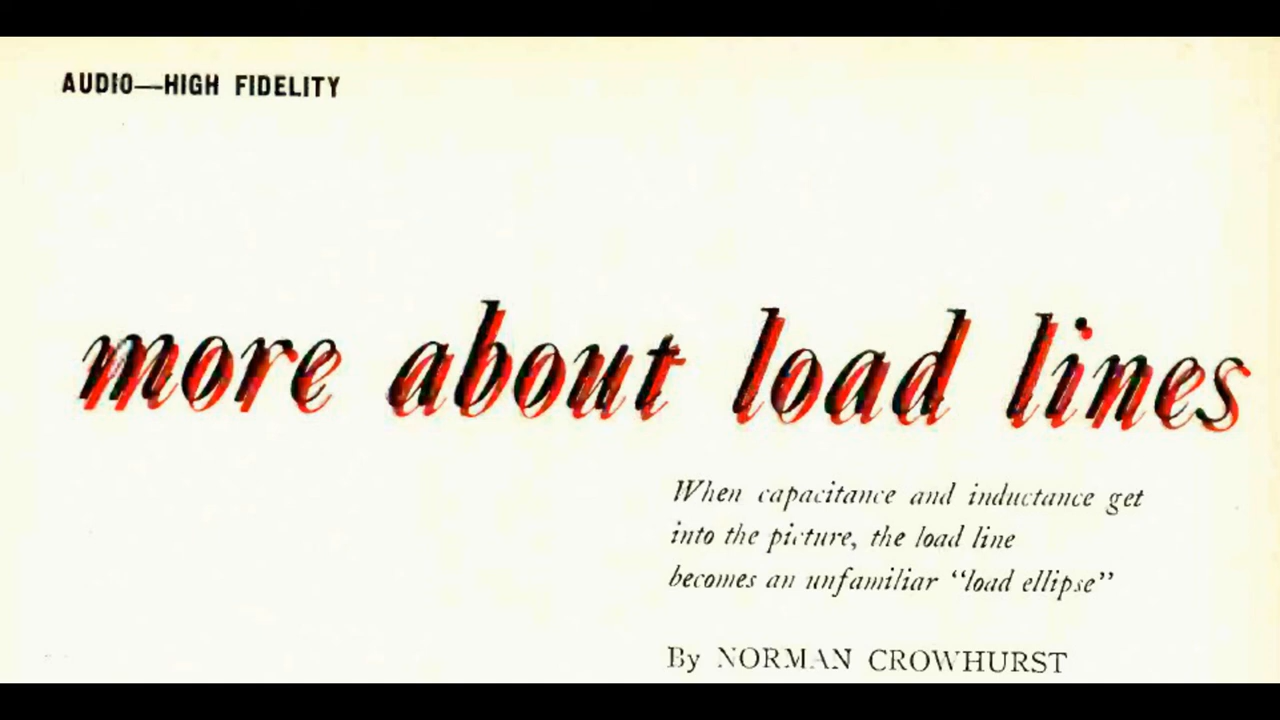 AUDIO—HIGH FIDELITY
more about load lines
When capacitance and inductance get
into the picture, the load line
becomes an unfamiliar “load ellipse”
By NORMAN CROWHURST